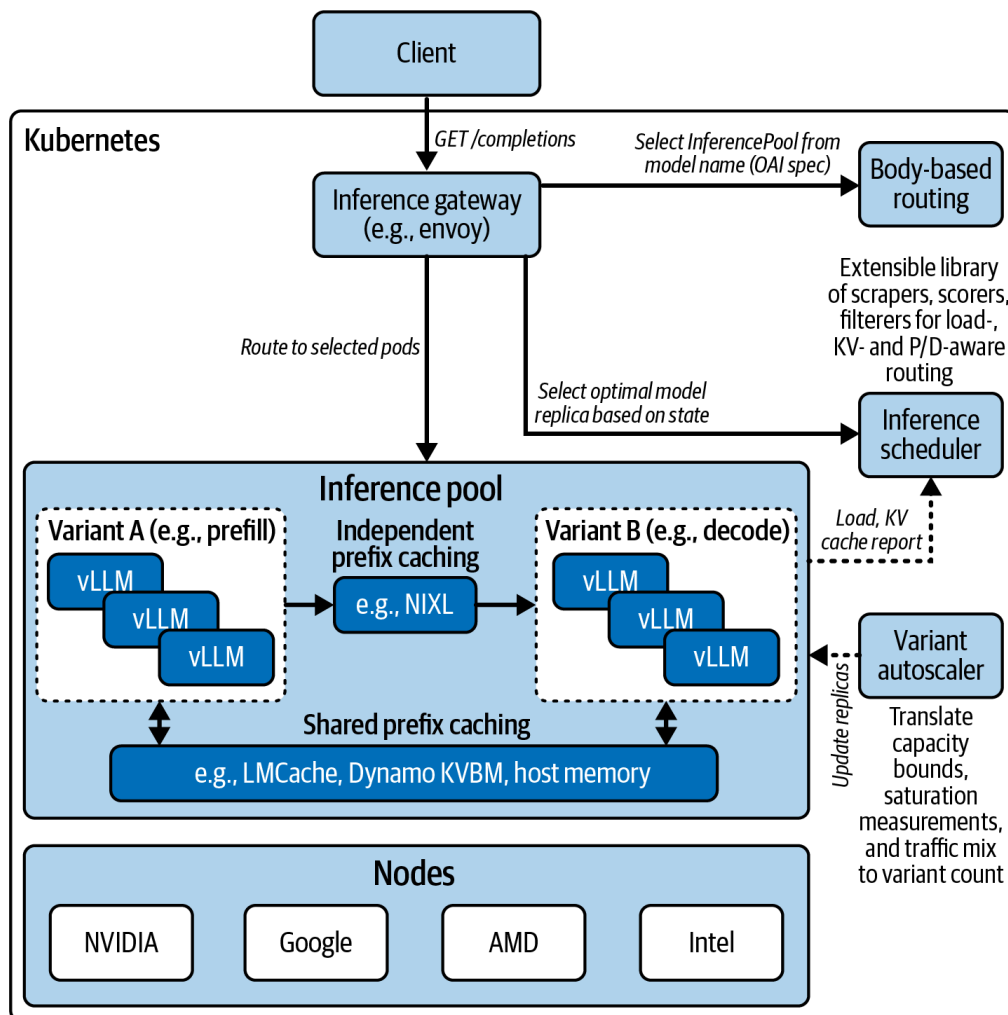 Client
Kubernetes
GET /completions
Select InferencePool from
model name (OAI spec)
Body-based
routing
Inference gateway
(e.g., envoy)
Extensible library
of scrapers, scorers,
filterers for load-,
KV- and P/D-aware
routing
Route to selected pods
Select optimal model
replica based on state
Inference
scheduler
Inference pool
Variant A (e.g., prefill)
vLLM
vLLM
vLLM
Independent
prefix caching
e.g., NIXL
Variant B (e.g., decode)
vLLM
vLLM
vLLM
Load, KV
cache report
Shared prefix caching
e.g., LMCache, Dynamo KVBM, host memory
Update replicas
Variant
autoscaler
Translate
capacity
bounds,
saturation
measurements,
and traffic mix
to variant count
Nodes
NVIDIA
Google
AMD
Intel